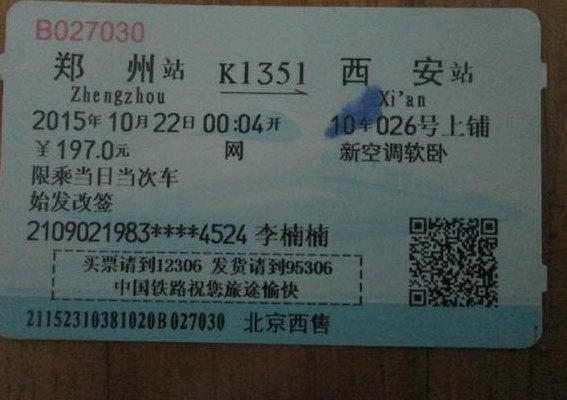 B027030
郑州站 K1351 西安站
Zhengzhou Xi'an
2015年10月22日00:04开 10车026号上铺
￥197.0元 网 新空调软卧
限乘当日当次车
始发改签
2109021983****4524 李楠楠
买票请到12306 发货请到95306
中国铁路祝您旅途愉快
21152310381020B027030 北京西售